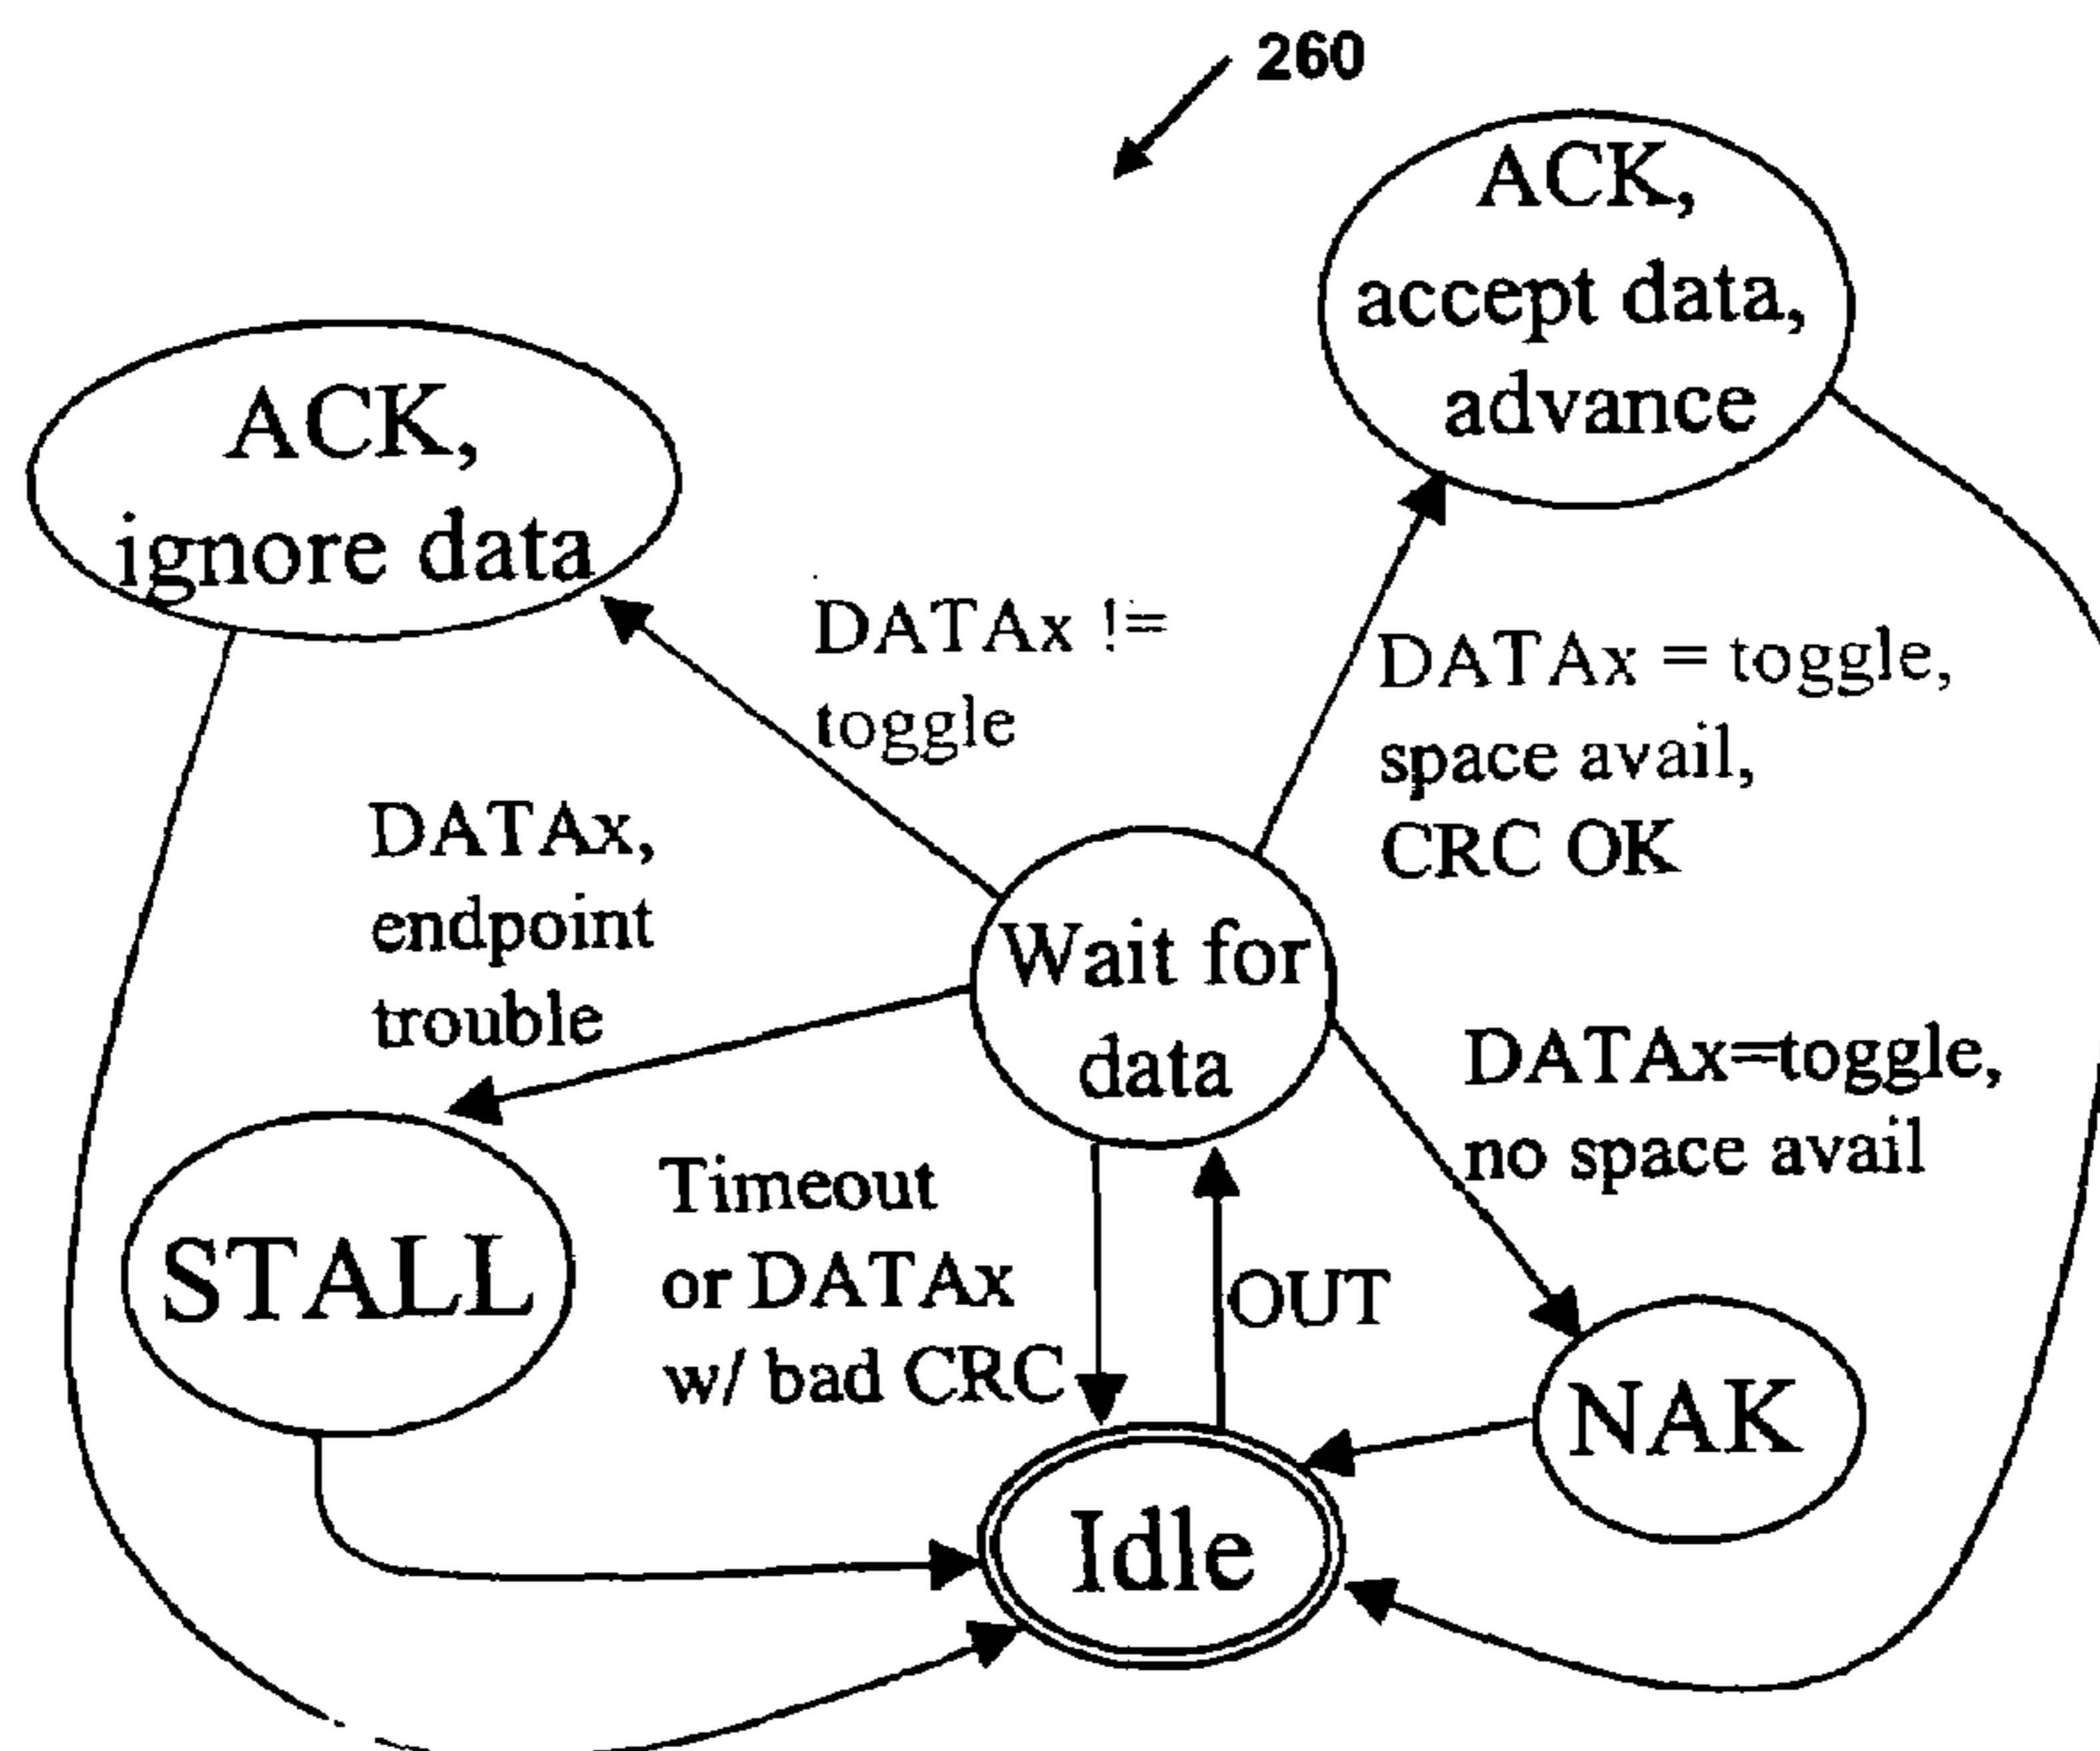 260
ACK,
accept data,
advance
ACK,
ignore data
DATAx !=
toggle
DATAx = toggle,
space avail,
CRC OK
DATAx,
endpoint
trouble
Wait for
data
DATAx=toggle,
no space avail
Timeout
or DATAx
w/ bad CRC
OUT
STALL
NAK
Idle